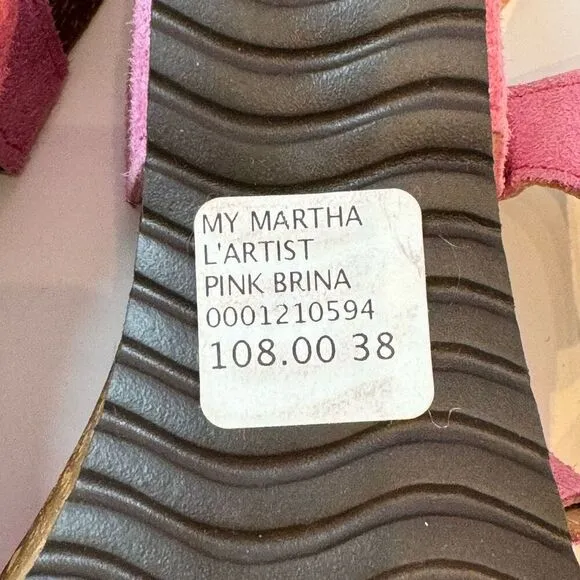 MY MARTHA
L'ARTIST
PINK BRINA
0001210594
108.00 38